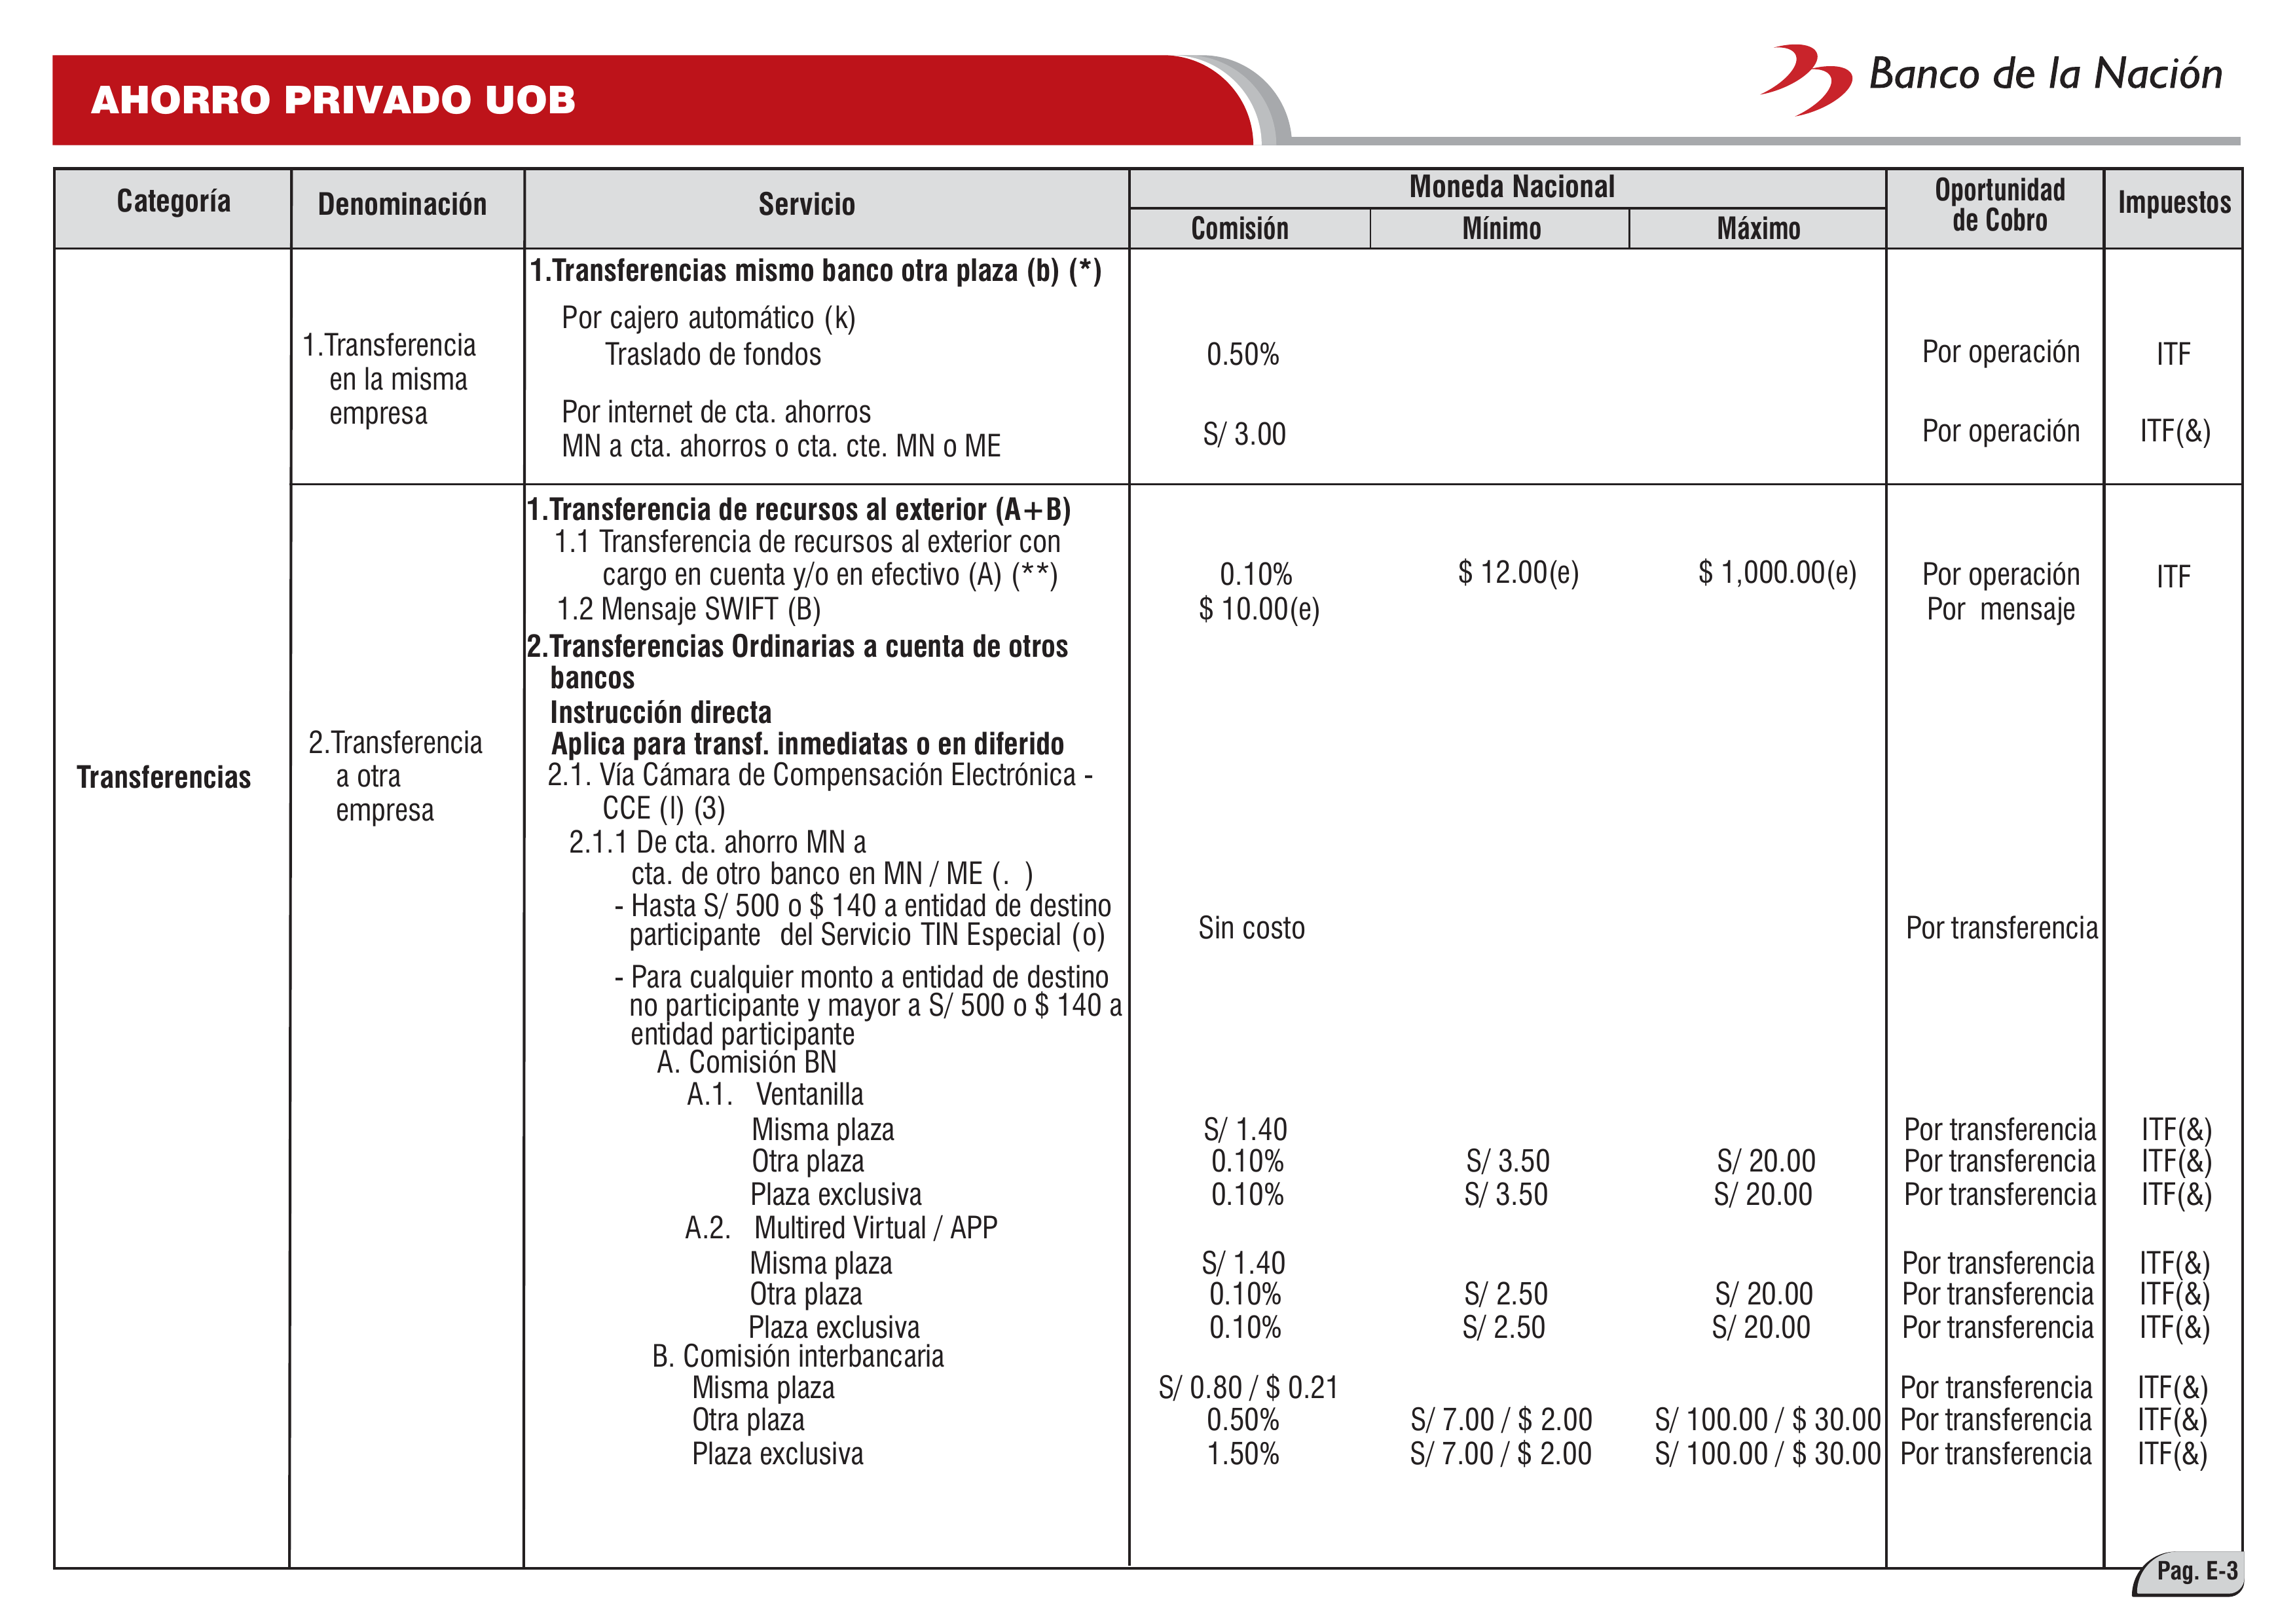 AHORRO PRIVADO UOB
Banco de la Nación
Categoría Denominación Servicio Moneda Nacional Oportunidad de Cobro Impuestos
Comisión Mínimo Máximo
Transferencias
1.Transferencia
en la misma
empresa
1.Transferencias mismo banco otra plaza (b) (*)
Por cajero automático (k)
Traslado de fondos 0.50% Por operación ITF
Por internet de cta. ahorros
MN a cta. ahorros o cta. cte. MN o ME S/ 3.00 Por operación ITF(&)
2.Transferencia
a otra
empresa
1.Transferencia de recursos al exterior (A+B)
1.1 Transferencia de recursos al exterior con
cargo en cuenta y/o en efectivo (A) (**) 0.10% $ 12.00(e) $ 1,000.00(e) Por operación ITF
1.2 Mensaje SWIFT (B) $ 10.00(e) Por mensaje
2.Transferencias Ordinarias a cuenta de otros
bancos
Instrucción directa
Aplica para transf. inmediatas o en diferido
2.1. Vía Cámara de Compensación Electrónica -
CCE (l) (3)
2.1.1 De cta. ahorro MN a
cta. de otro banco en MN / ME (. )
- Hasta S/ 500 o $ 140 a entidad de destino
participante del Servicio TIN Especial (o) Sin costo Por transferencia
- Para cualquier monto a entidad de destino
no participante y mayor a S/ 500 o $ 140 a
entidad participante
A. Comisión BN
A.1. Ventanilla
Misma plaza S/ 1.40 Por transferencia ITF(&)
Otra plaza 0.10% S/ 3.50 S/ 20.00 Por transferencia ITF(&)
Plaza exclusiva 0.10% S/ 3.50 S/ 20.00 Por transferencia ITF(&)
A.2. Multired Virtual / APP
Misma plaza S/ 1.40 Por transferencia ITF(&)
Otra plaza 0.10% S/ 2.50 S/ 20.00 Por transferencia ITF(&)
Plaza exclusiva 0.10% S/ 2.50 S/ 20.00 Por transferencia ITF(&)
B. Comisión interbancaria
Misma plaza S/ 0.80 / $ 0.21 Por transferencia ITF(&)
Otra plaza 0.50% S/ 7.00 / $ 2.00 S/ 100.00 / $ 30.00 Por transferencia ITF(&)
Plaza exclusiva 1.50% S/ 7.00 / $ 2.00 S/ 100.00 / $ 30.00 Por transferencia ITF(&)
Pag. E-3